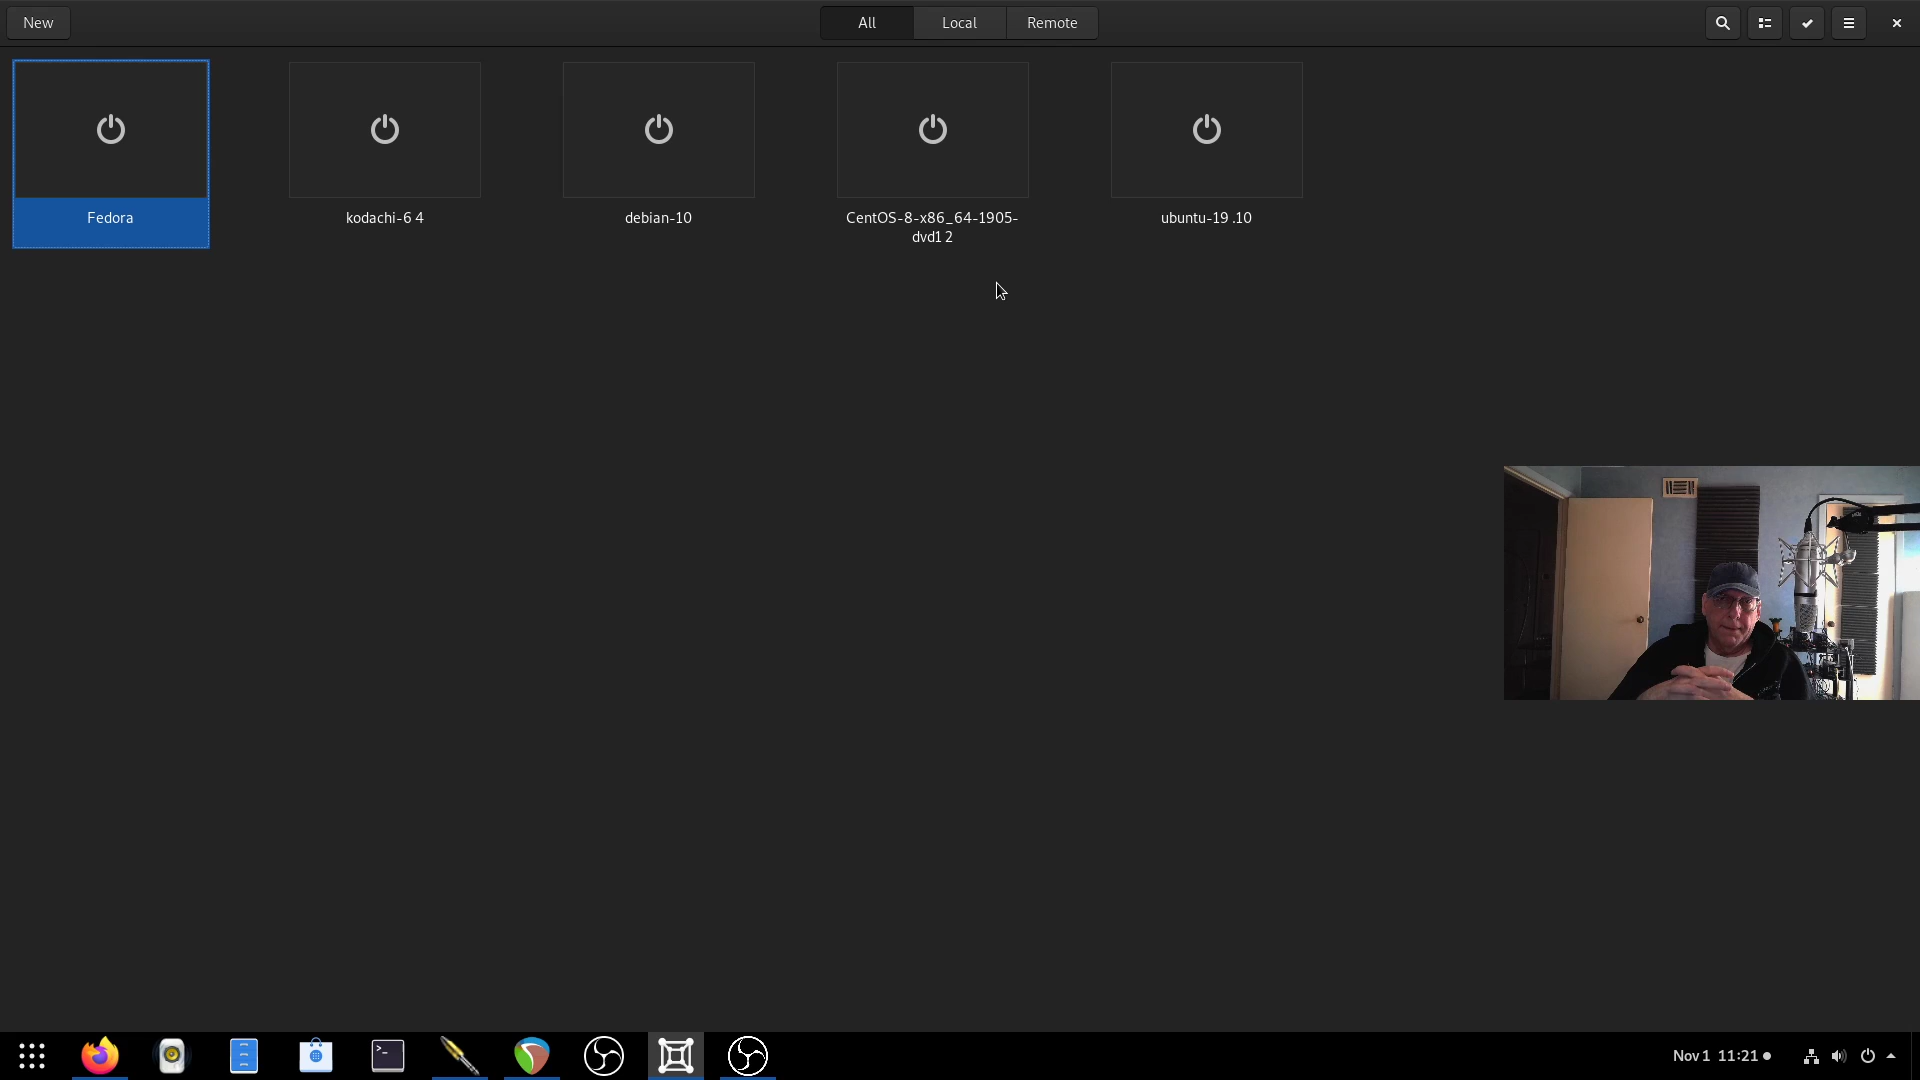 New
All
Local
Remote
Fedora
kodachi-6 4
debian-10
CentOS-8-x86_64-1905-
dvd1 2
ubuntu-19 .10
>_
Nov 1 11:21